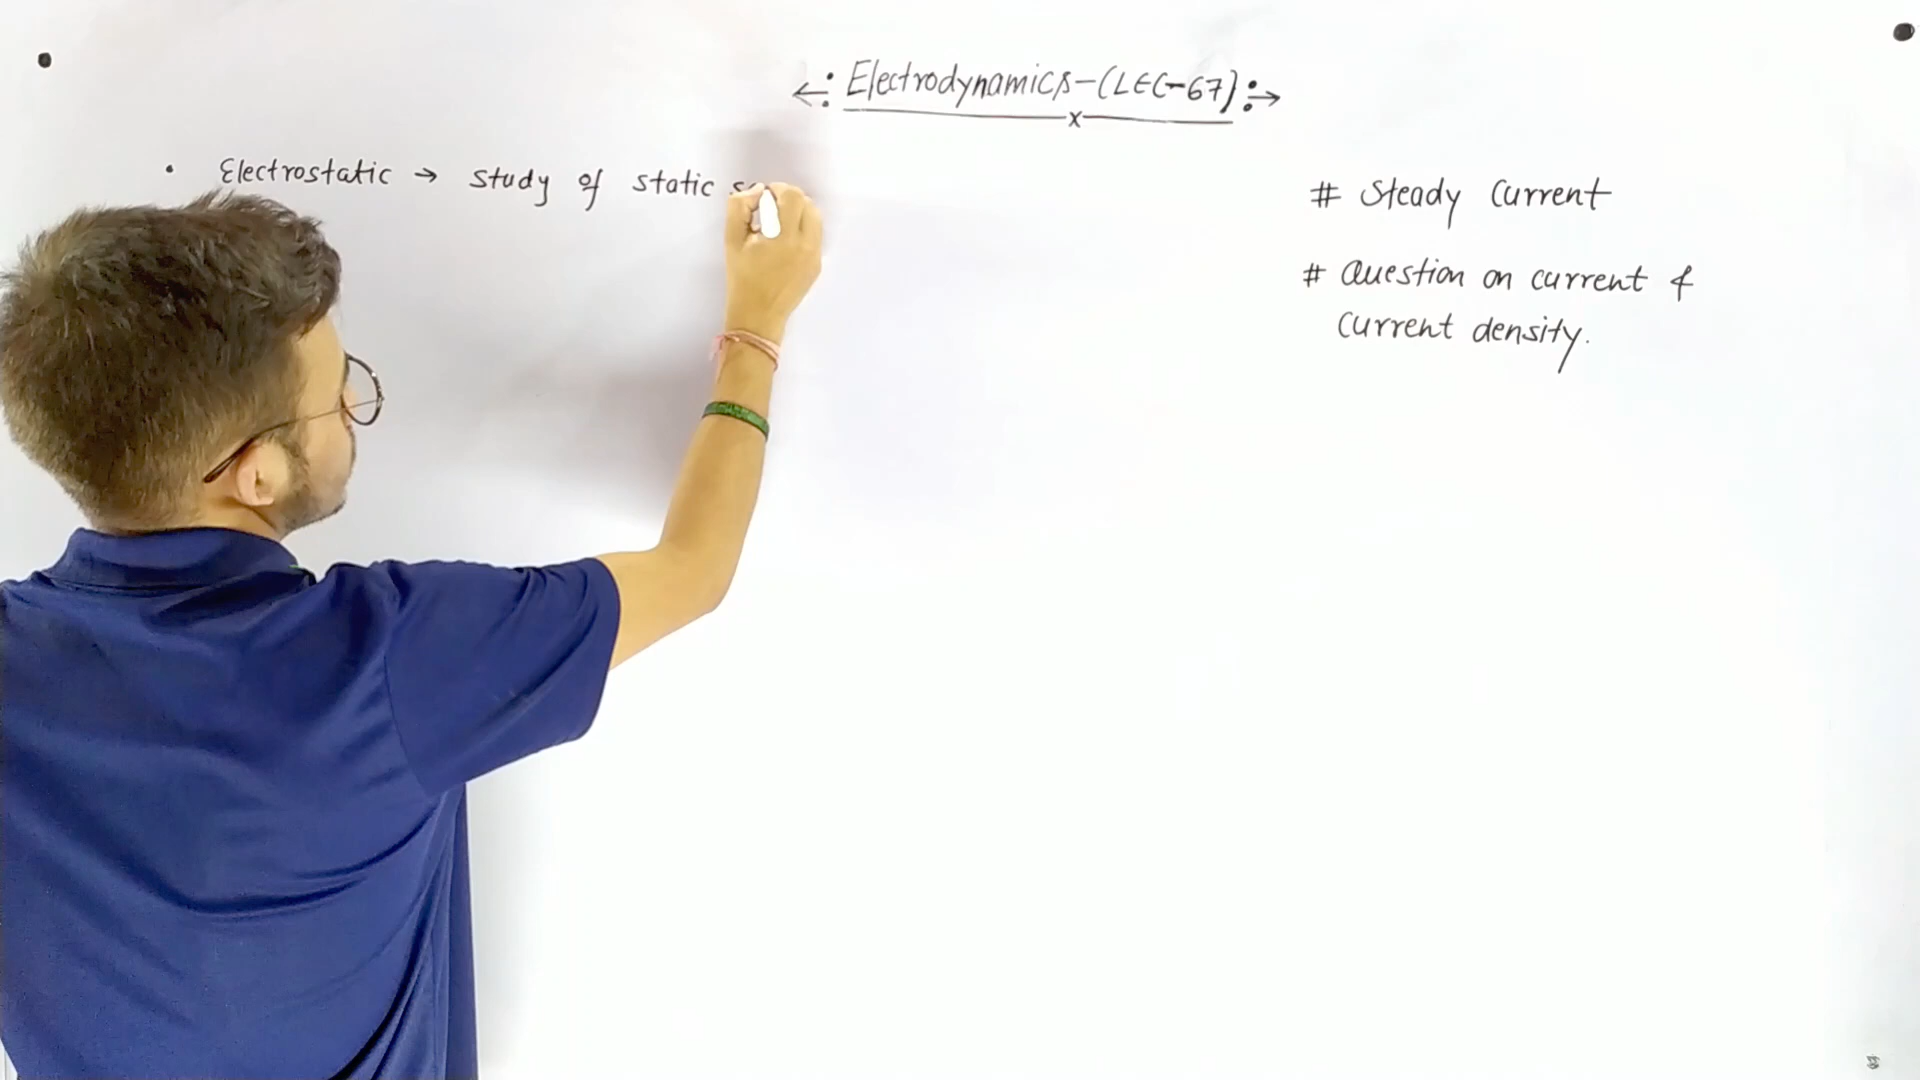 ←: Electrodynamics-(LEC-67) :→
x
• Electrostatic → study of static
# Steady Current
# Question on current &
Current density.